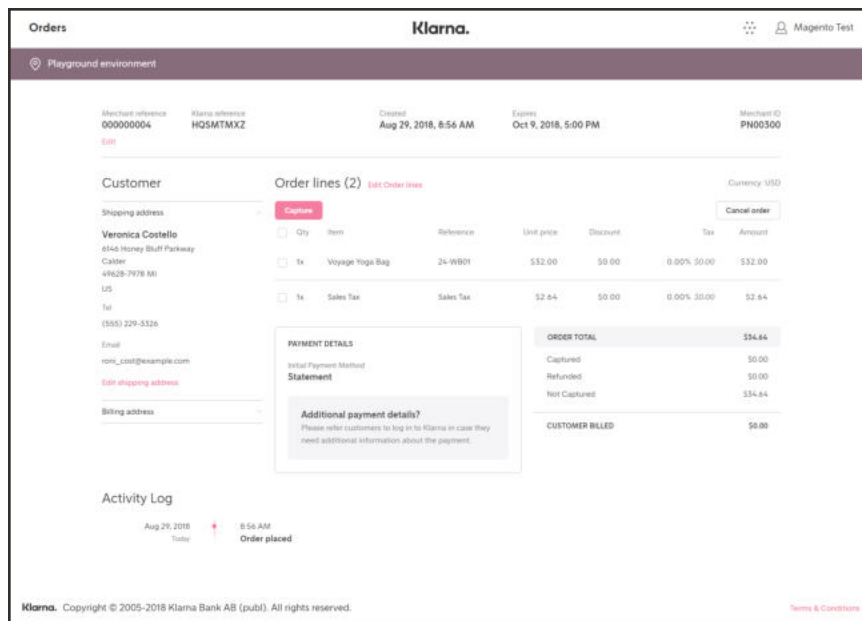 Orders
Klarna.
Magento Test
Playground environment
Merchant reference Klarna reference Created Expires Merchant ID
000000004 HQSMTMXZ Aug 29, 2018, 8:56 AM Oct 9, 2018, 5:00 PM PN00300
Edit
Customer
Shipping address
Veronica Costello
6146 Honey Bluff Parkway
Calder
49628-7978 MI
US
Tel
(555) 229-3326
Email
roni_cost@example.com
Edit shipping address
Billing address
Order lines (2) Edit Order lines Currency: USD
Capture Cancel order
Qty Item Reference Unit price Discount Tax Amount
1x Voyage Yoga Bag 24-WB01 $32.00 $0.00 0.00% $0.00 $32.00
1x Sales Tax Sales Tax $2.64 $0.00 0.00% $0.00 $2.64
PAYMENT DETAILS
Initial Payment Method
Statement
Additional payment details?
Please refer customers to log in to Klarna in case they
need additional information about the payment.
ORDER TOTAL $34.64
Captured $0.00
Refunded $0.00
Not Captured $34.64
CUSTOMER BILLED $0.00
Activity Log
Aug 29, 2018 8:56 AM
Today Order placed
Klarna. Copyright © 2005-2018 Klarna Bank AB (publ). All rights reserved. Terms & Conditions